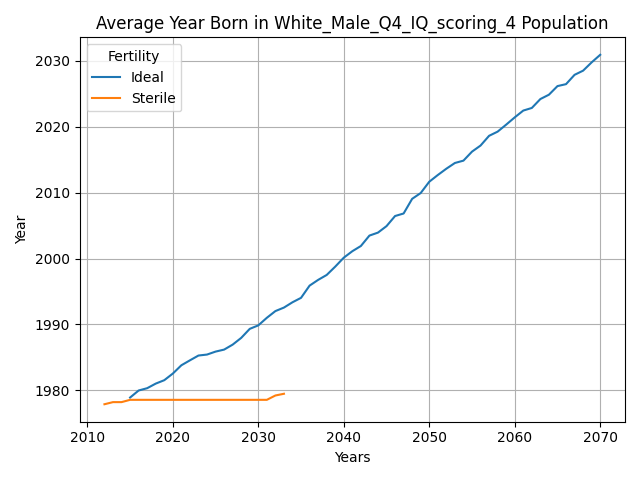 Average Year Born in White_Male_Q4_IQ_scoring_4 Population
Fertility
Ideal
Sterile
Year
2030
2020
2010
2000
1990
1980
2010 2020 2030 2040 2050 2060 2070
Years